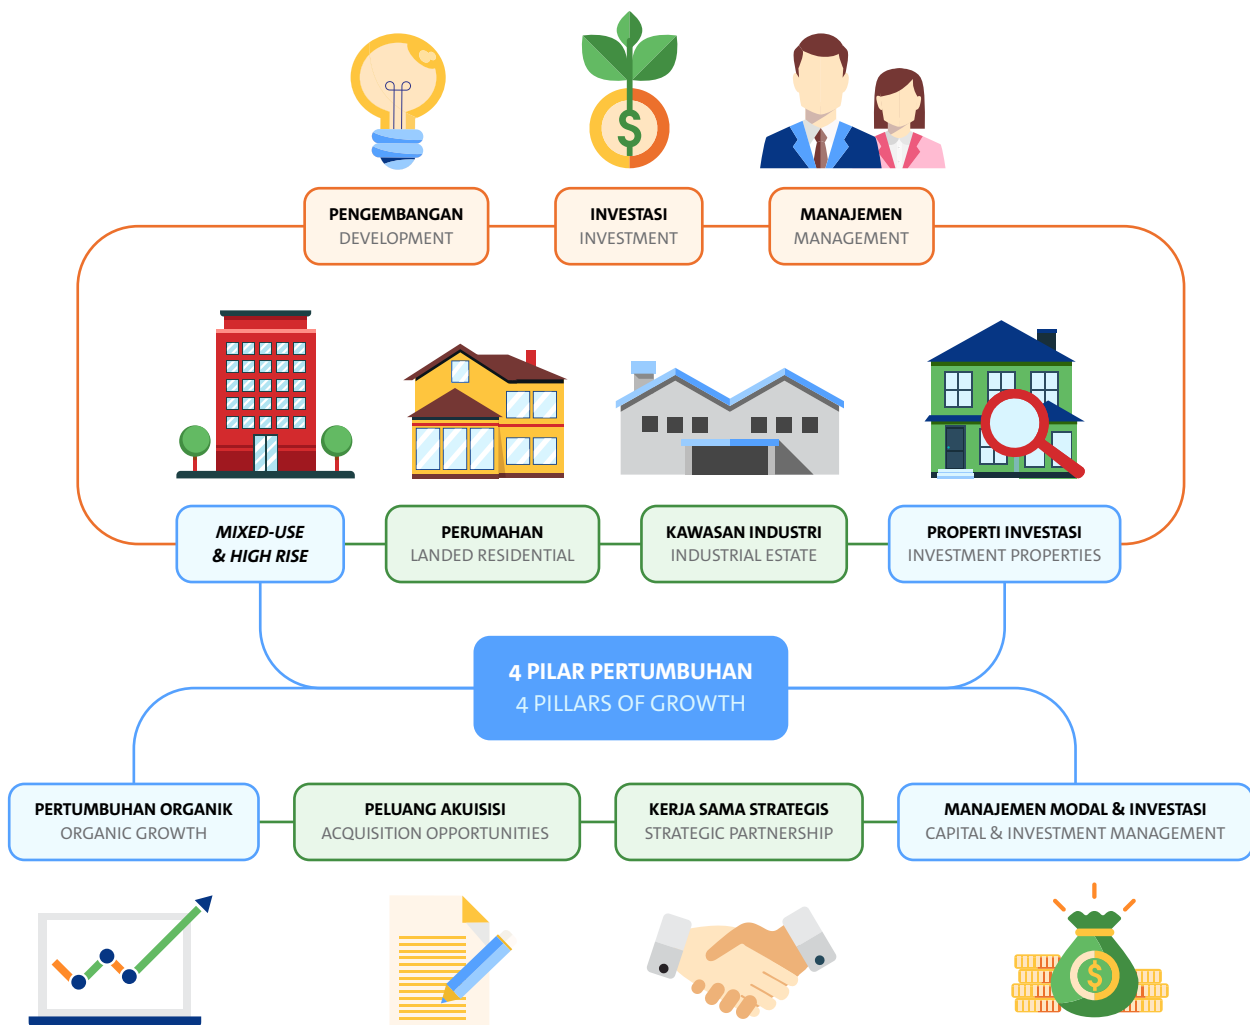 PENGEMBANGAN
DEVELOPMENT
INVESTASI
INVESTMENT
MANAJEMEN
MANAGEMENT
MIXED-USE
& HIGH RISE
PERUMAHAN
LANDED RESIDENTIAL
KAWASAN INDUSTRI
INDUSTRIAL ESTATE
PROPERTI INVESTASI
INVESTMENT PROPERTIES
4 PILAR PERTUMBUHAN
4 PILLARS OF GROWTH
PERTUMBUHAN ORGANIK
ORGANIC GROWTH
PELUANG AKUISISI
ACQUISITION OPPORTUNITIES
KERJA SAMA STRATEGIS
STRATEGIC PARTNERSHIP
MANAJEMEN MODAL & INVESTASI
CAPITAL & INVESTMENT MANAGEMENT